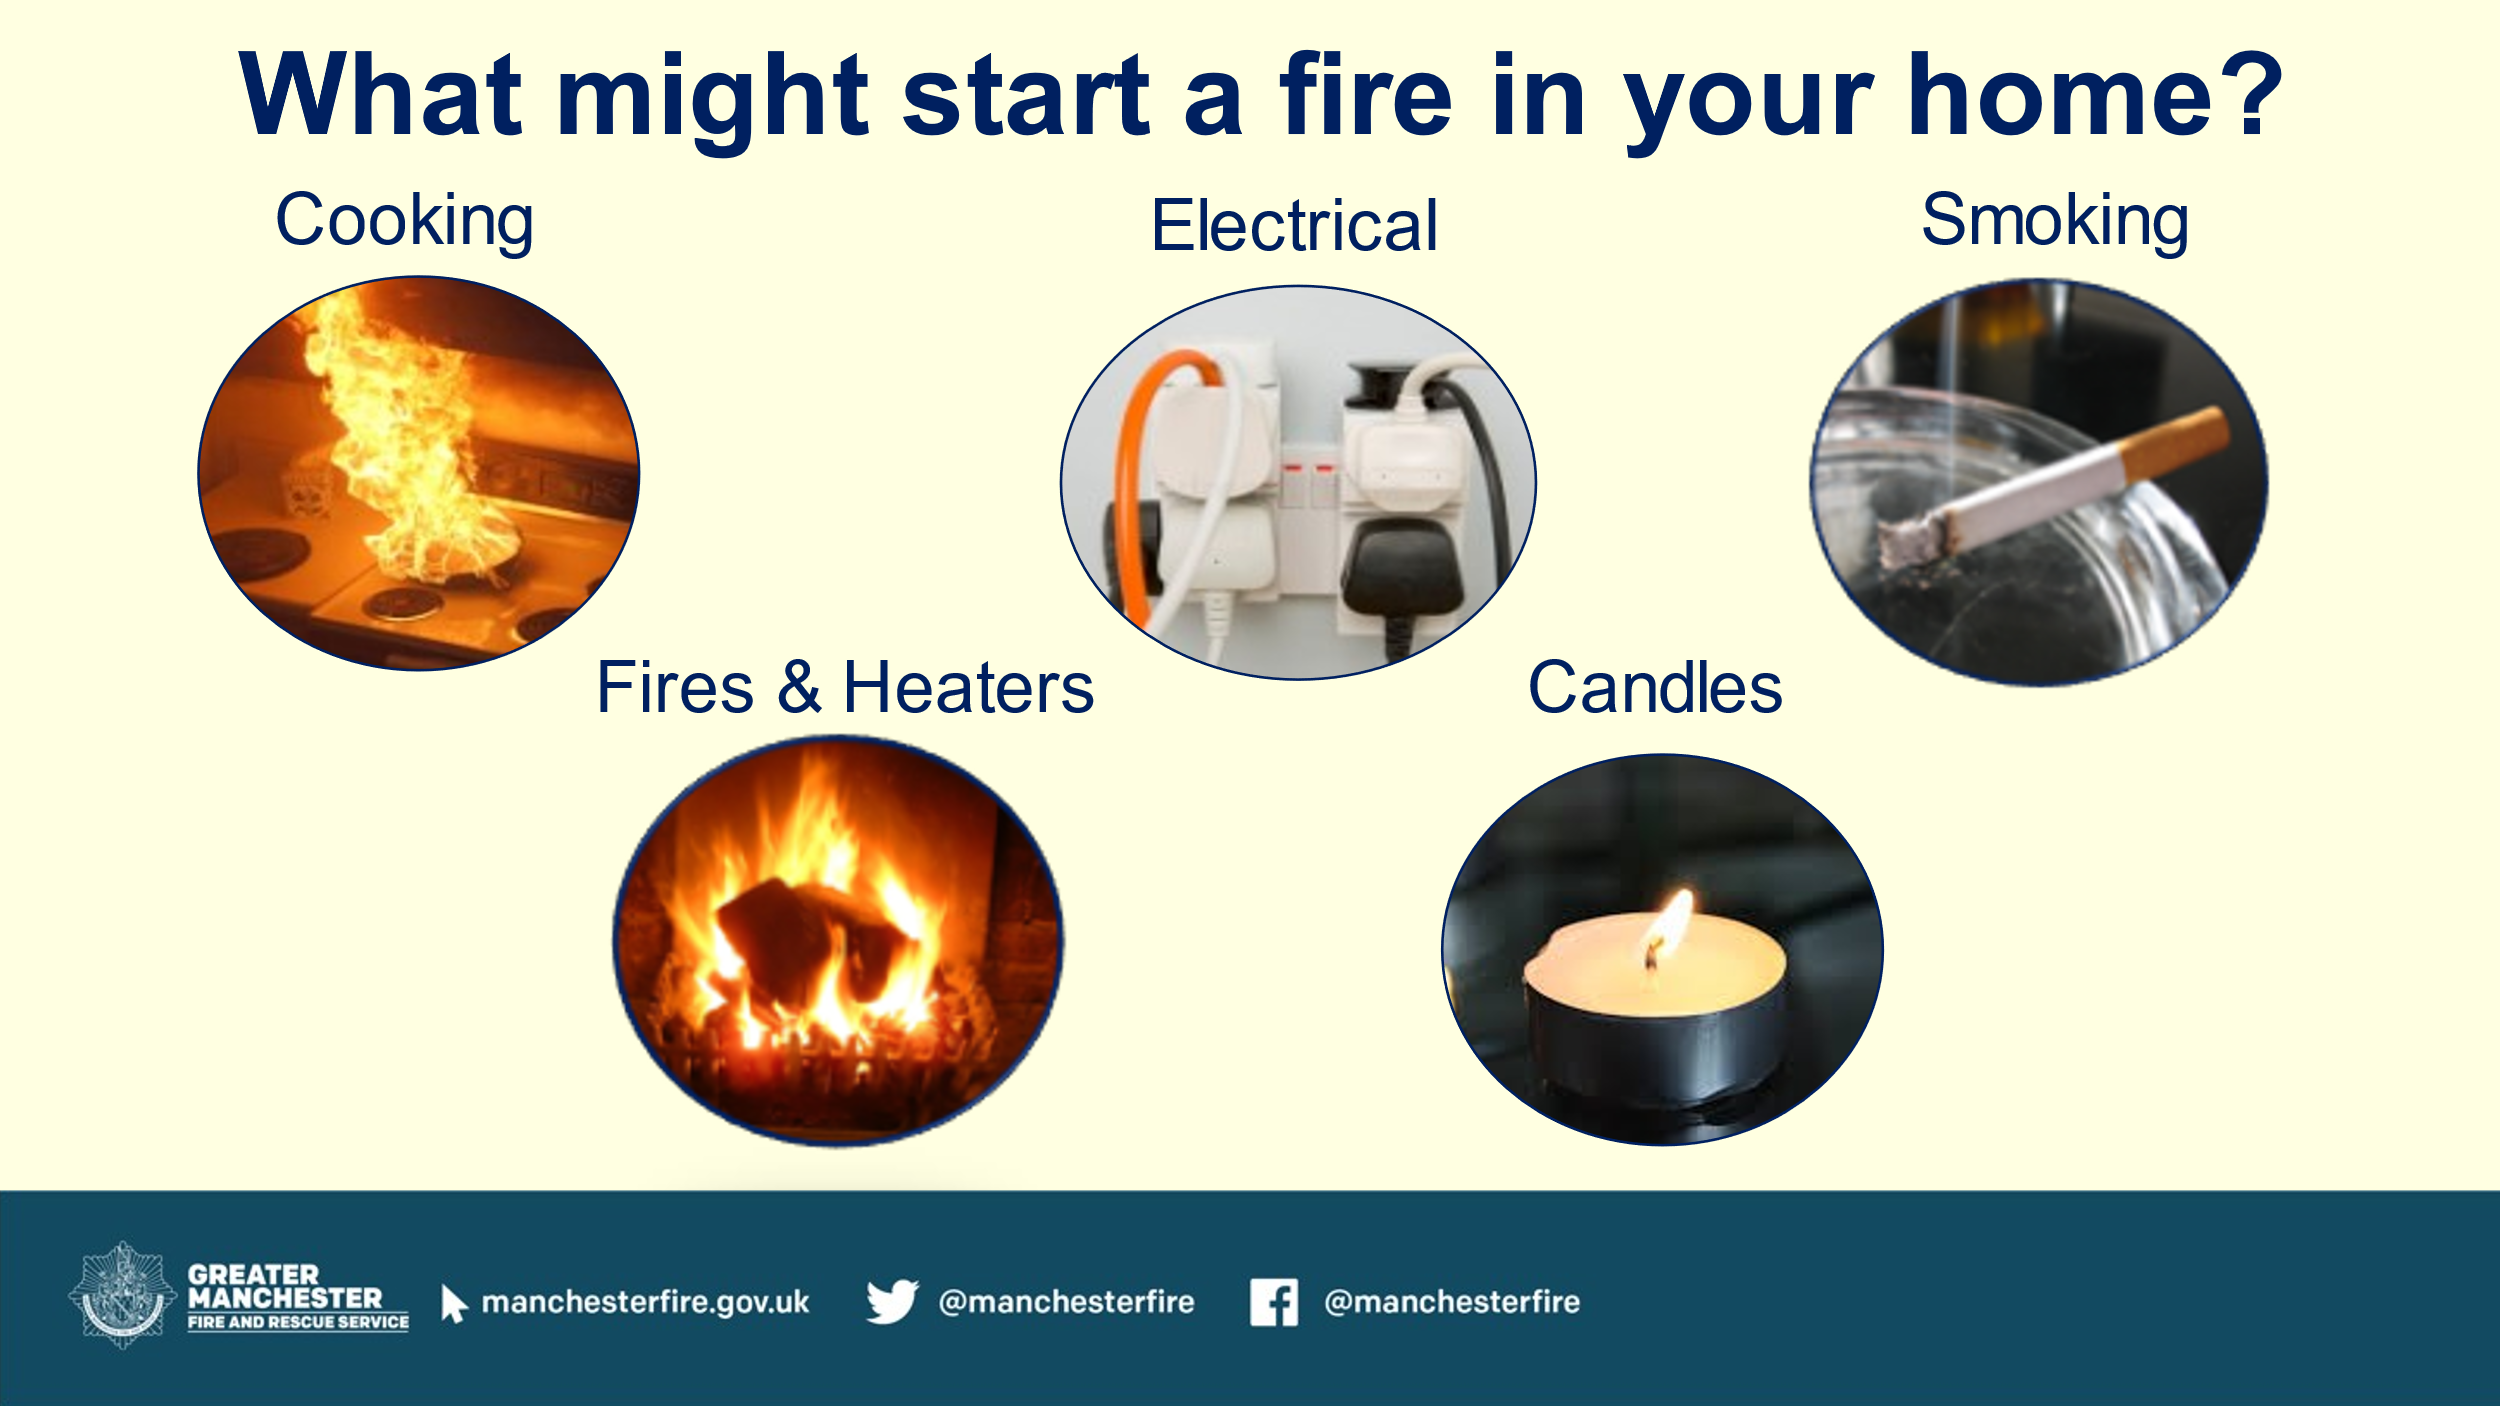 What might start a fire in your home?
Cooking
Electrical
Smoking
Fires & Heaters
Candles
GREATER
MANCHESTER
FIRE AND RESCUE SERVICE
manchesterfire.gov.uk
@manchesterfire
@manchesterfire